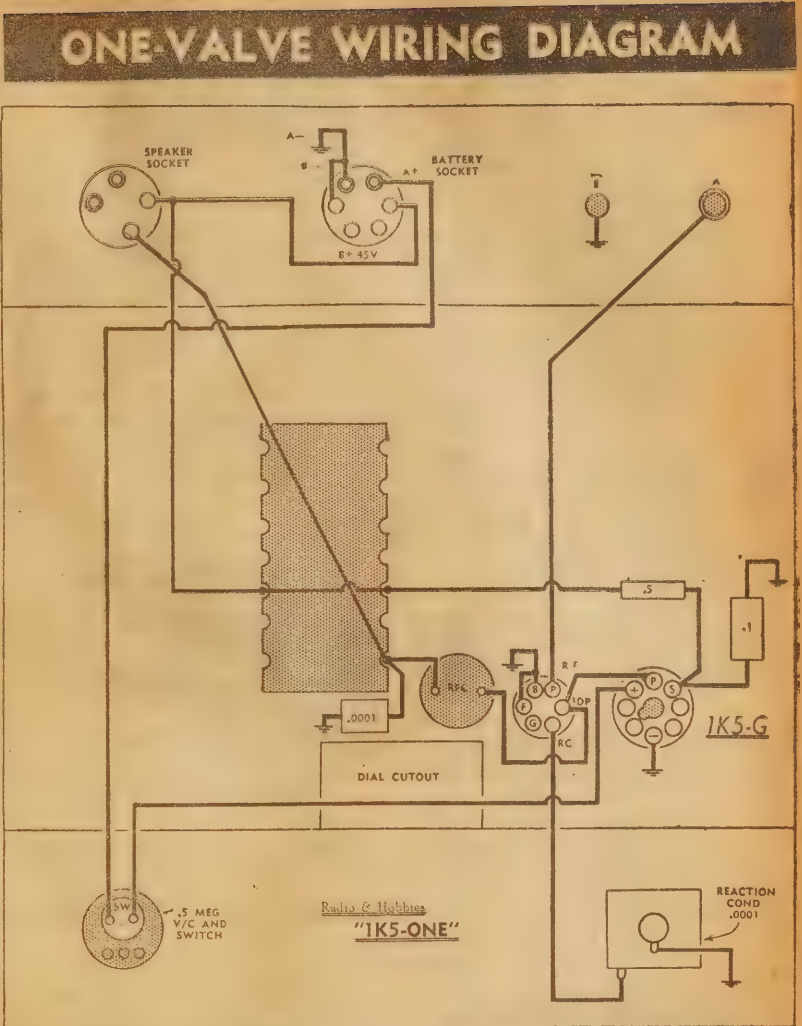 ONE-VALVE WIRING DIAGRAM
SPEAKER
SOCKET
A−
B −
A+
BATTERY
SOCKET
B+ 45V
E
A
.5
.1
RF
B
P
F
DP
G
RC
RFC
.0001
+
P
S
−
1K5-G
DIAL CUTOUT
SW
.5 MEG
V/C AND
SWITCH
Radio & Hobbies
"1K5-ONE"
REACTION
COND
.0001